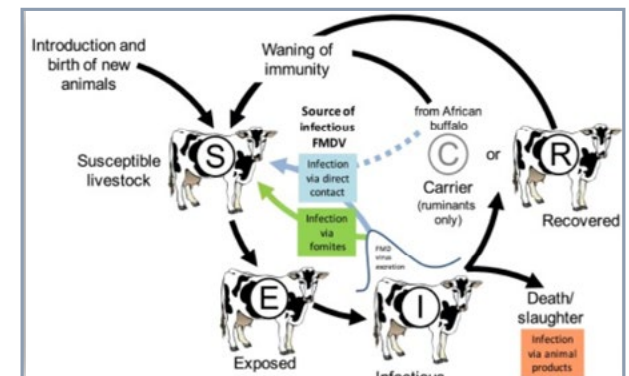 Introduction and
birth of new
animals
Waning of
immunity
Source of
infectious
FMDV
from African
buffalo
S
Susceptible
livestock
Infection
via direct
contact
C
or
R
Carrier
(ruminants
only)
Recovered
Infection
via
fomites
FMD
virus
excretion
E
I
Exposed
Infectious
Death/
slaughter
Infection
via animal
products